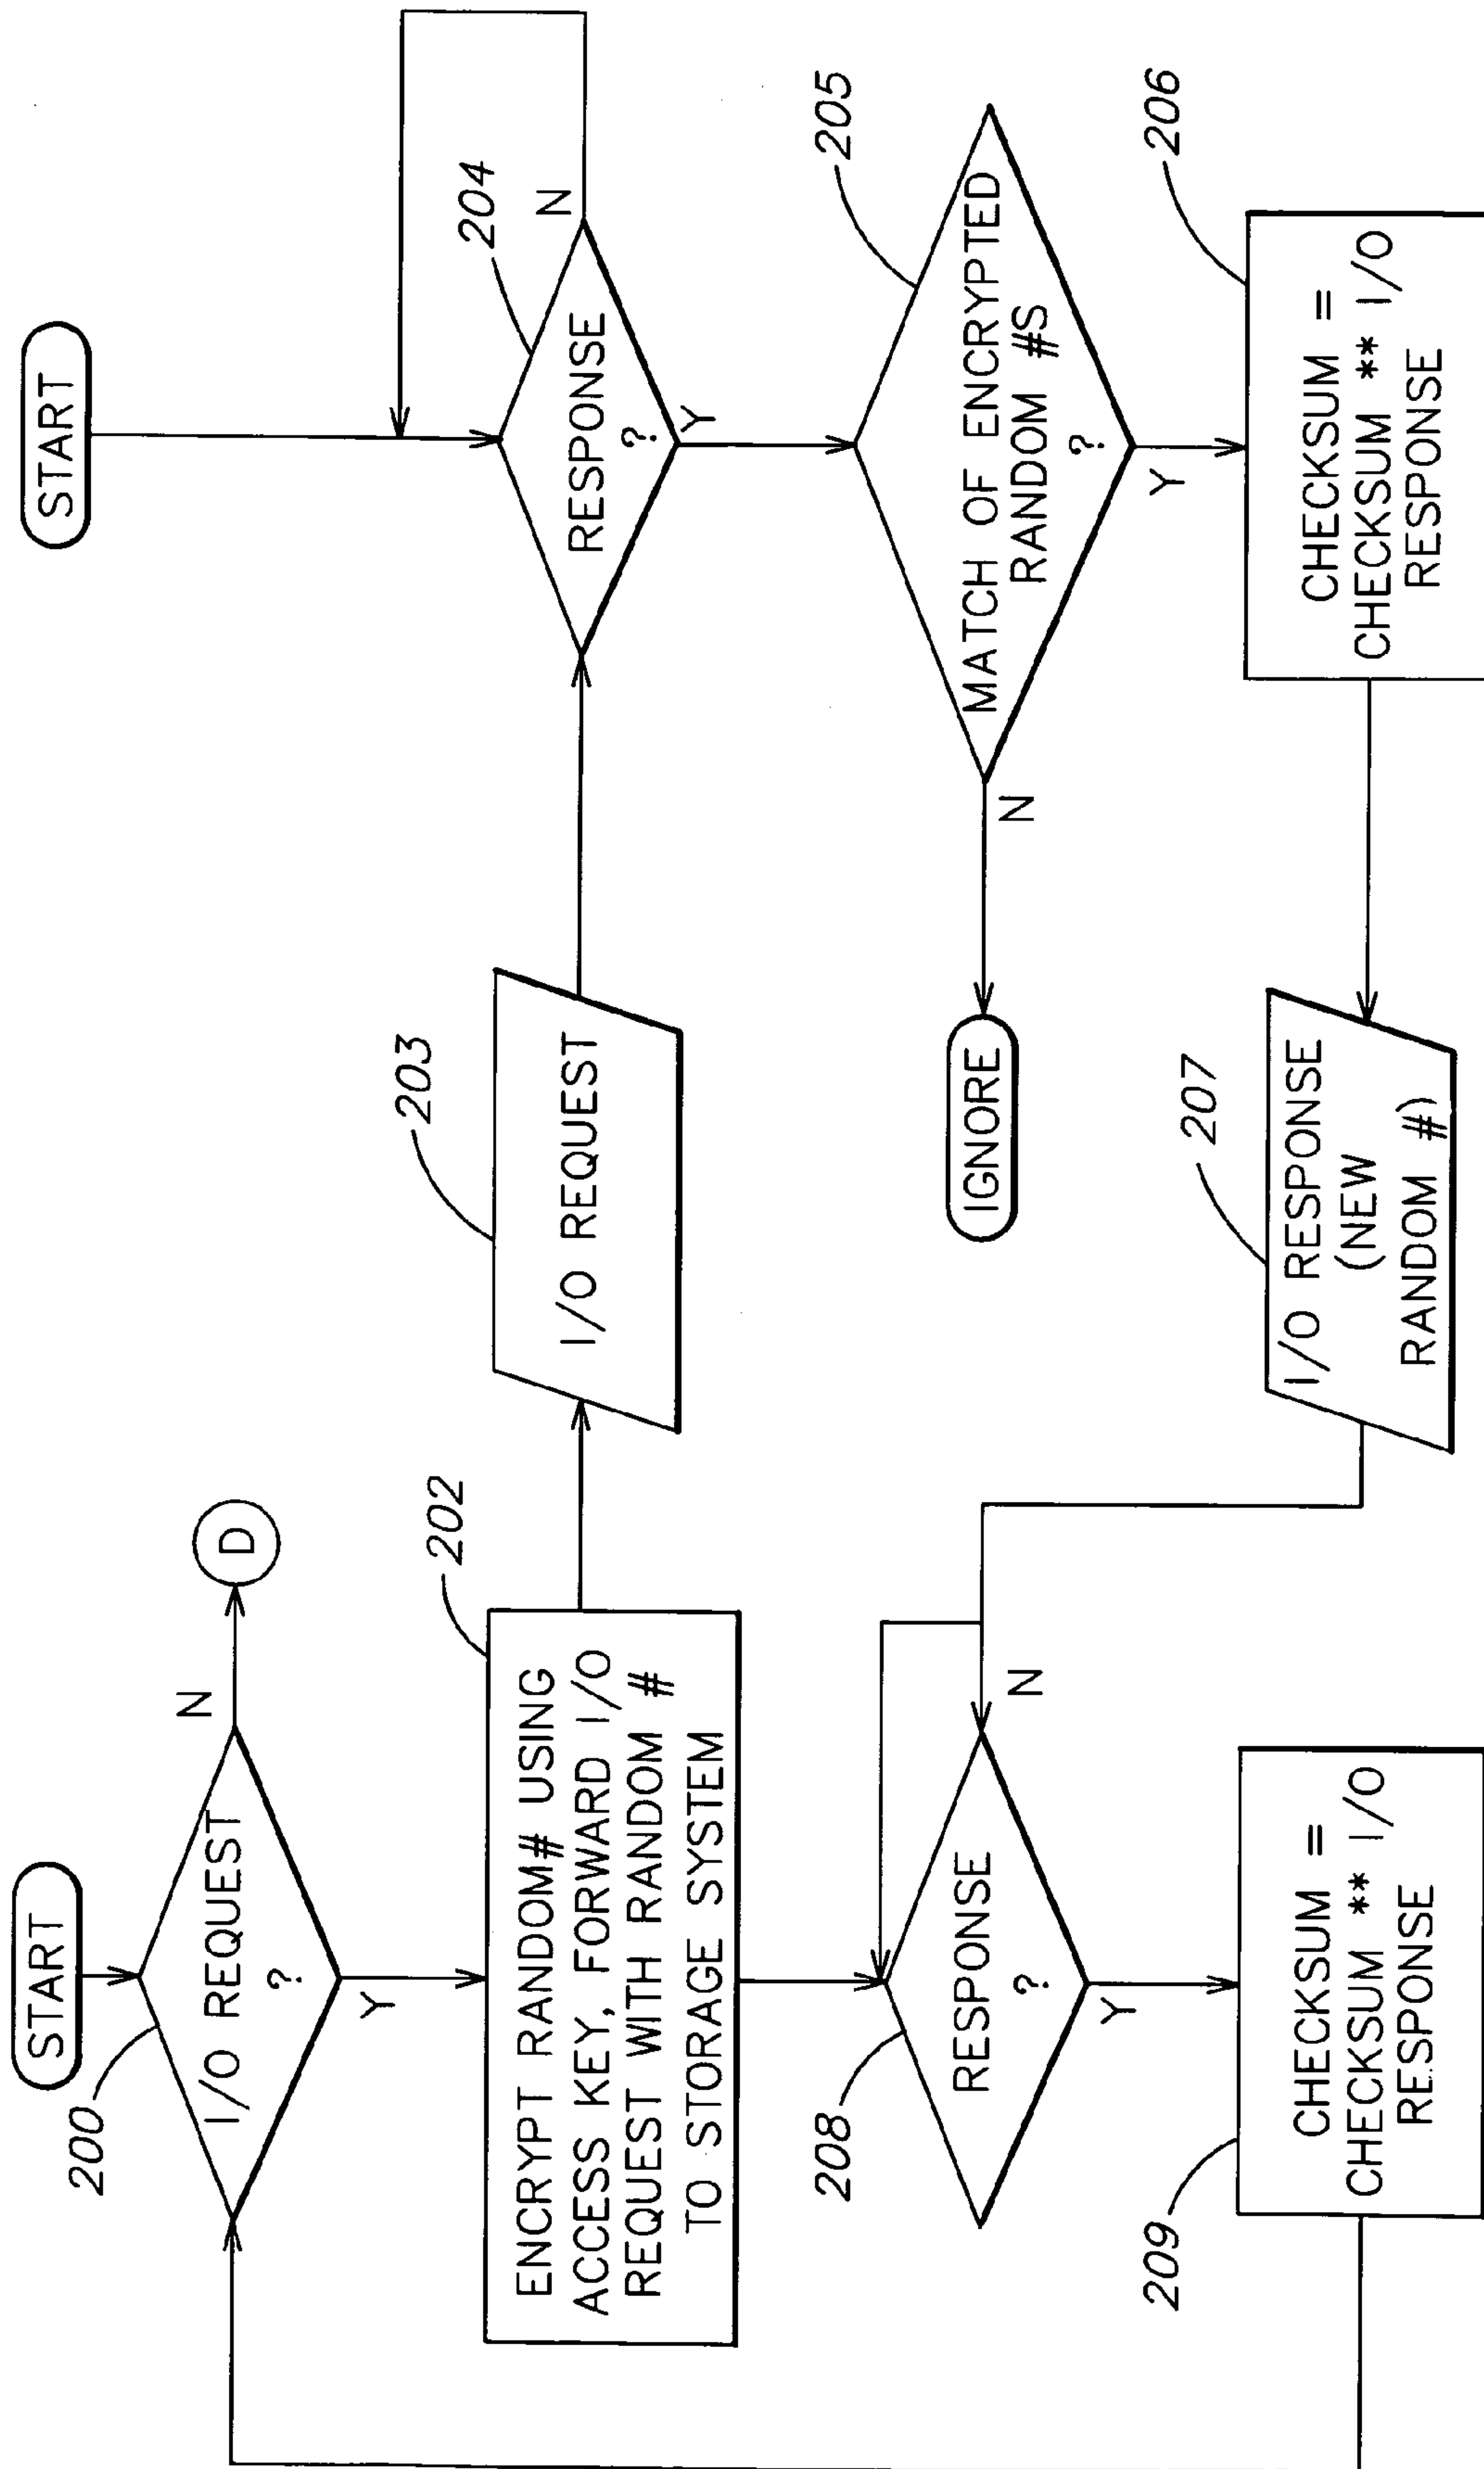 START
200
I/O REQUEST
?
N
D
Y
202
ENCRYPT RANDOM# USING
ACCESS KEY, FORWARD I/O
REQUEST WITH RANDOM #
TO STORAGE SYSTEM
203
I/O REQUEST
START
204
RESPONSE
?
N
Y
205
MATCH OF ENCRYPTED
RANDOM #S
?
N
IGNORE
Y
206
CHECKSUM =
CHECKSUM ** I/O
RESPONSE
207
I/O RESPONSE
(NEW
RANDOM #)
208
RESPONSE
?
N
Y
209
CHECKSUM =
CHECKSUM ** I/O
RESPONSE